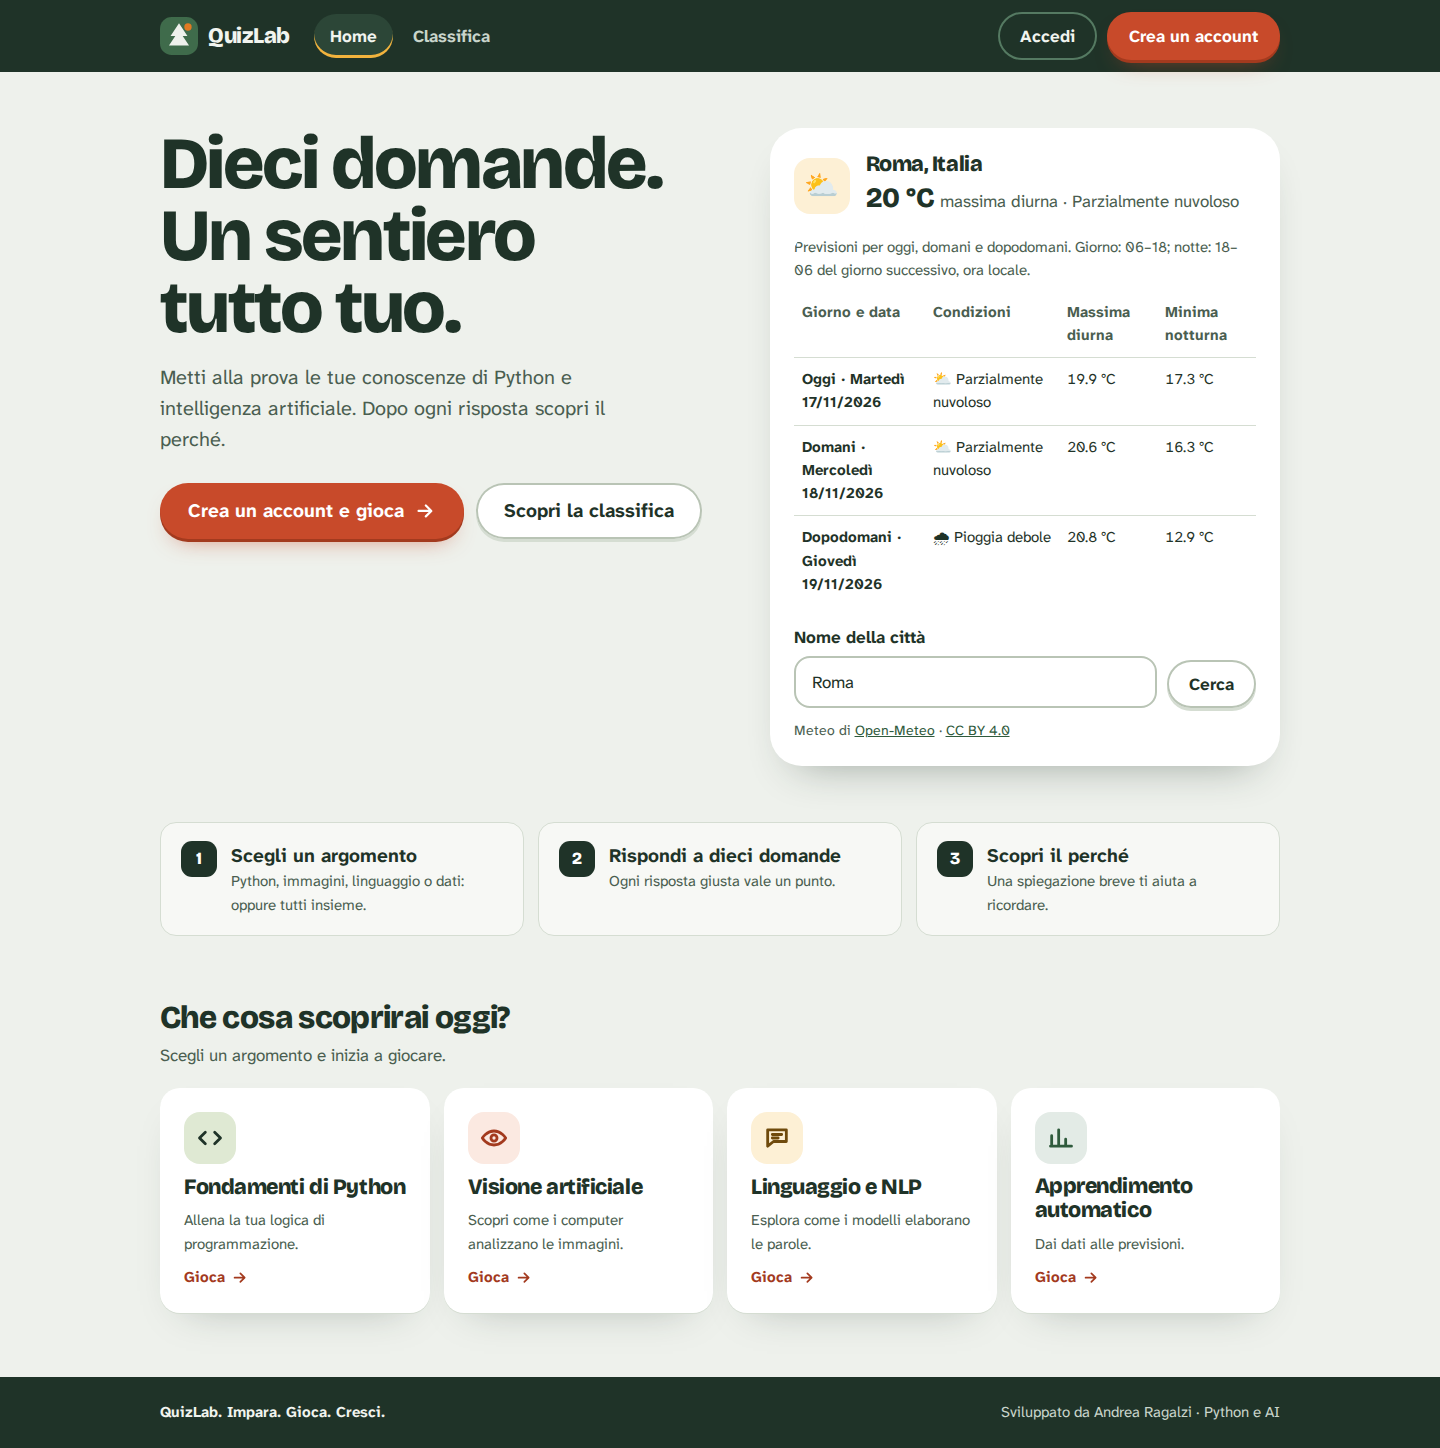 QuizLab
Home
Classifica
Accedi
Crea un account
Dieci domande.
Un sentiero
tutto tuo.
Metti alla prova le tue conoscenze di Python e
intelligenza artificiale. Dopo ogni risposta scopri il
perché.
Crea un account e gioca →
Scopri la classifica
Roma, Italia
20 °C massima diurna · Parzialmente nuvoloso
Previsioni per oggi, domani e dopodomani. Giorno: 06–18; notte: 18–
06 del giorno successivo, ora locale.
Giorno e data
Condizioni
Massima
diurna
Minima
notturna
Oggi · Martedì
17/11/2026
Parzialmente
nuvoloso
19.9 °C
17.3 °C
Domani ·
Mercoledì
18/11/2026
Parzialmente
nuvoloso
20.6 °C
16.3 °C
Dopodomani ·
Giovedì
19/11/2026
Pioggia debole
20.8 °C
12.9 °C
Nome della città
Roma
Cerca
Meteo di Open-Meteo · CC BY 4.0
1
Scegli un argomento
Python, immagini, linguaggio o dati:
oppure tutti insieme.
2
Rispondi a dieci domande
Ogni risposta giusta vale un punto.
3
Scopri il perché
Una spiegazione breve ti aiuta a
ricordare.
Che cosa scoprirai oggi?
Scegli un argomento e inizia a giocare.
Fondamenti di Python
Allena la tua logica di
programmazione.
Gioca →
Visione artificiale
Scopri come i computer
analizzano le immagini.
Gioca →
Linguaggio e NLP
Esplora come i modelli elaborano
le parole.
Gioca →
Apprendimento
automatico
Dai dati alle previsioni.
Gioca →
QuizLab. Impara. Gioca. Cresci.
Sviluppato da Andrea Ragalzi · Python e AI